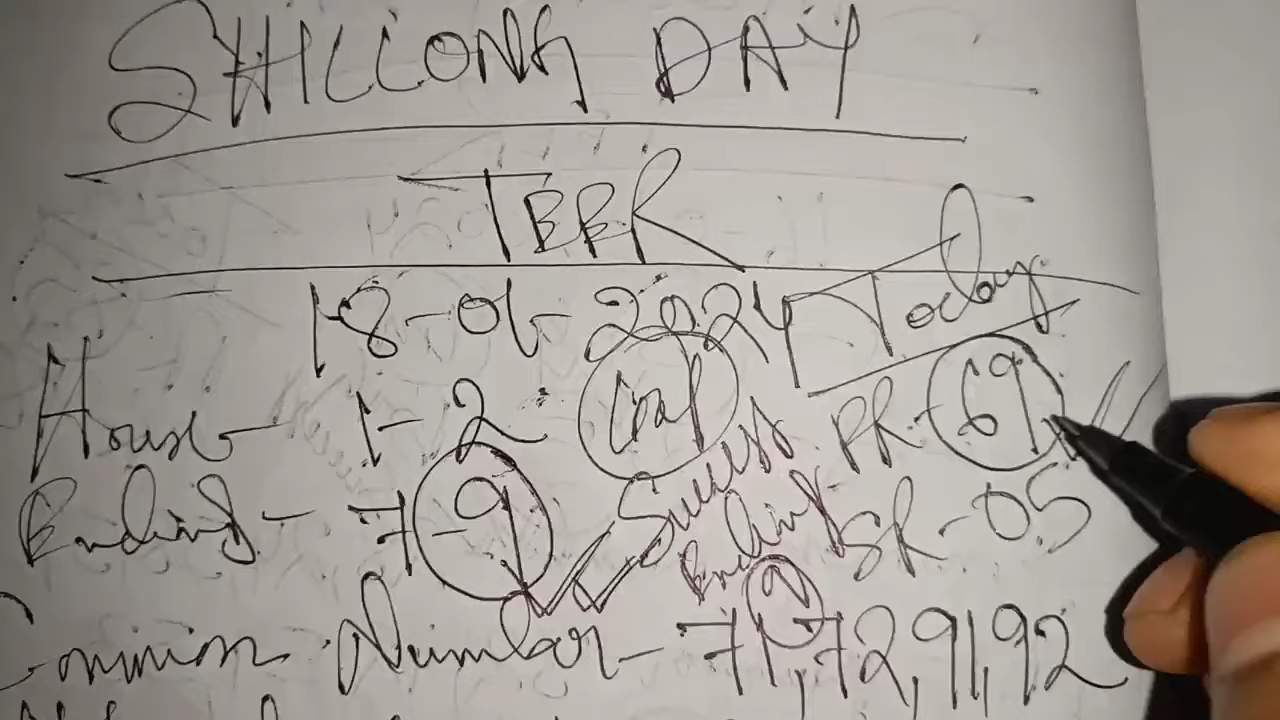 SHILLONG DAY
TEER
18-06-2024 Today
House- 1-2
PR- 69
Ending- 7-9 Success Ending 9
SR- 05
Common Number- 71, 72, 91, 92